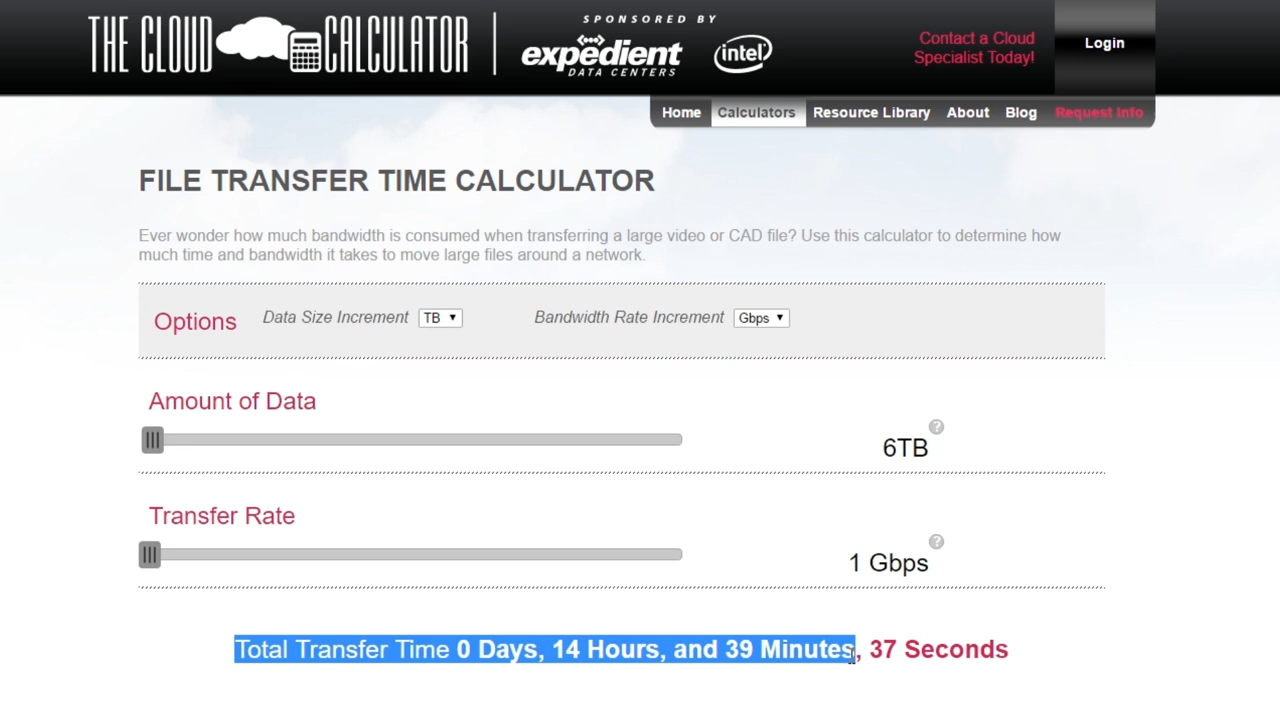 THE CLOUD CALCULATOR
SPONSORED BY
expedient
DATA CENTERS
intel
Contact a Cloud
Specialist Today!
Login
Home Calculators Resource Library About Blog Request Info
FILE TRANSFER TIME CALCULATOR
Ever wonder how much bandwidth is consumed when transferring a large video or CAD file? Use this calculator to determine how
much time and bandwidth it takes to move large files around a network.
Options Data Size Increment TB Bandwidth Rate Increment Gbps
Amount of Data
?
6TB
Transfer Rate
?
1 Gbps
Total Transfer Time 0 Days, 14 Hours, and 39 Minutes, 37 Seconds